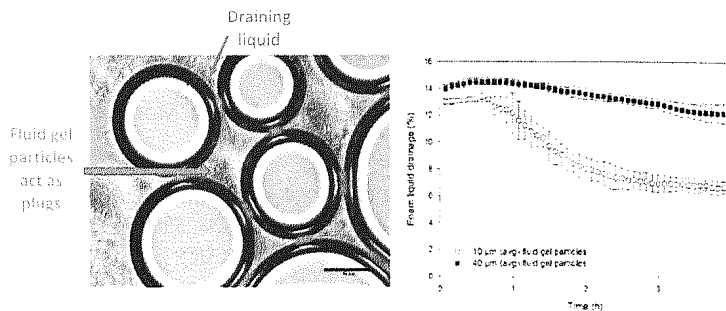 Draining
liquid
Fluid gel
particles
act as
plugs
Foam liquid drainage (%)
16
14
12
10
8
6
4
2
0
10 µm (avg) fluid gel particles
40 µm (avg) fluid gel particles
0
1
2
3
Time (h)